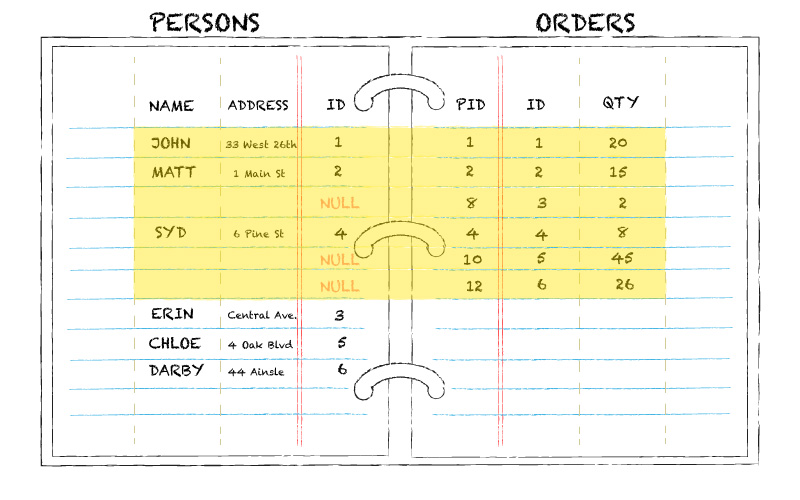 PERSONS ORDERS
NAME ADDRESS ID PID ID QTY
JOHN 33 West 26th 1 1 1 20
MATT 1 Main St 2 2 2 15
NULL 8 3 2
SYD 6 Pine St 4 4 4 8
NULL 10 5 45
NULL 12 6 26
ERIN Central Ave. 3
CHLOE 4 Oak Blvd 5
DARBY 44 Ainsle 6